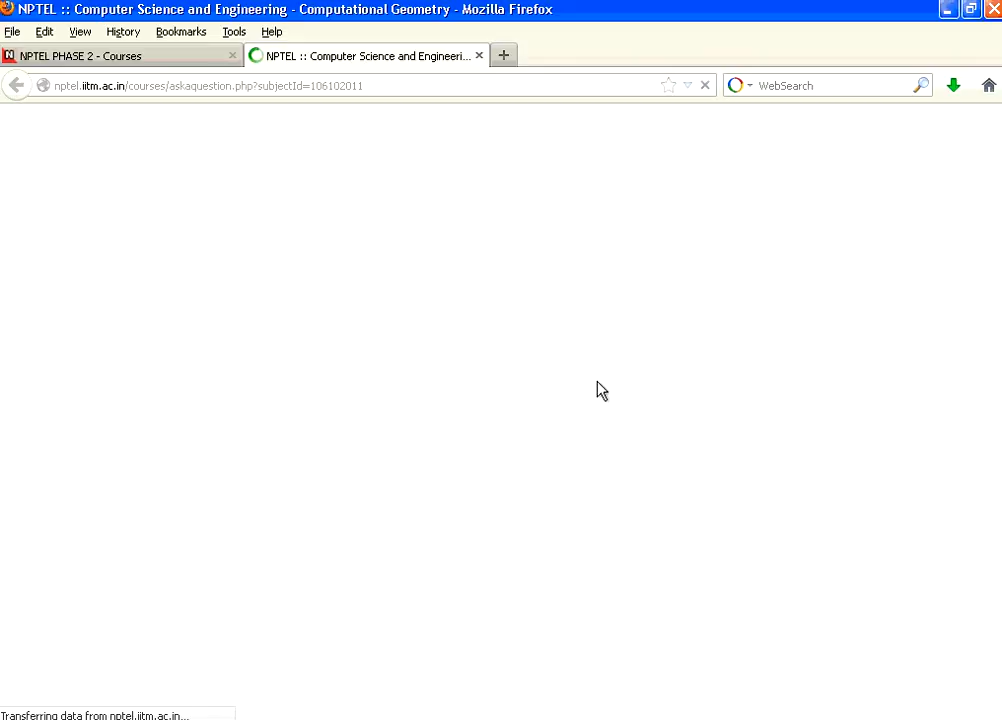 NPTEL :: Computer Science and Engineering - Computational Geometry - Mozilla Firefox
File Edit View History Bookmarks Tools Help
NPTEL PHASE 2 - Courses NPTEL :: Computer Science and Engineeri...
nptel.iitm.ac.in/courses/askaquestion.php?subjectId=106102011 WebSearch
Transferring data from nptel.iitm.ac.in...